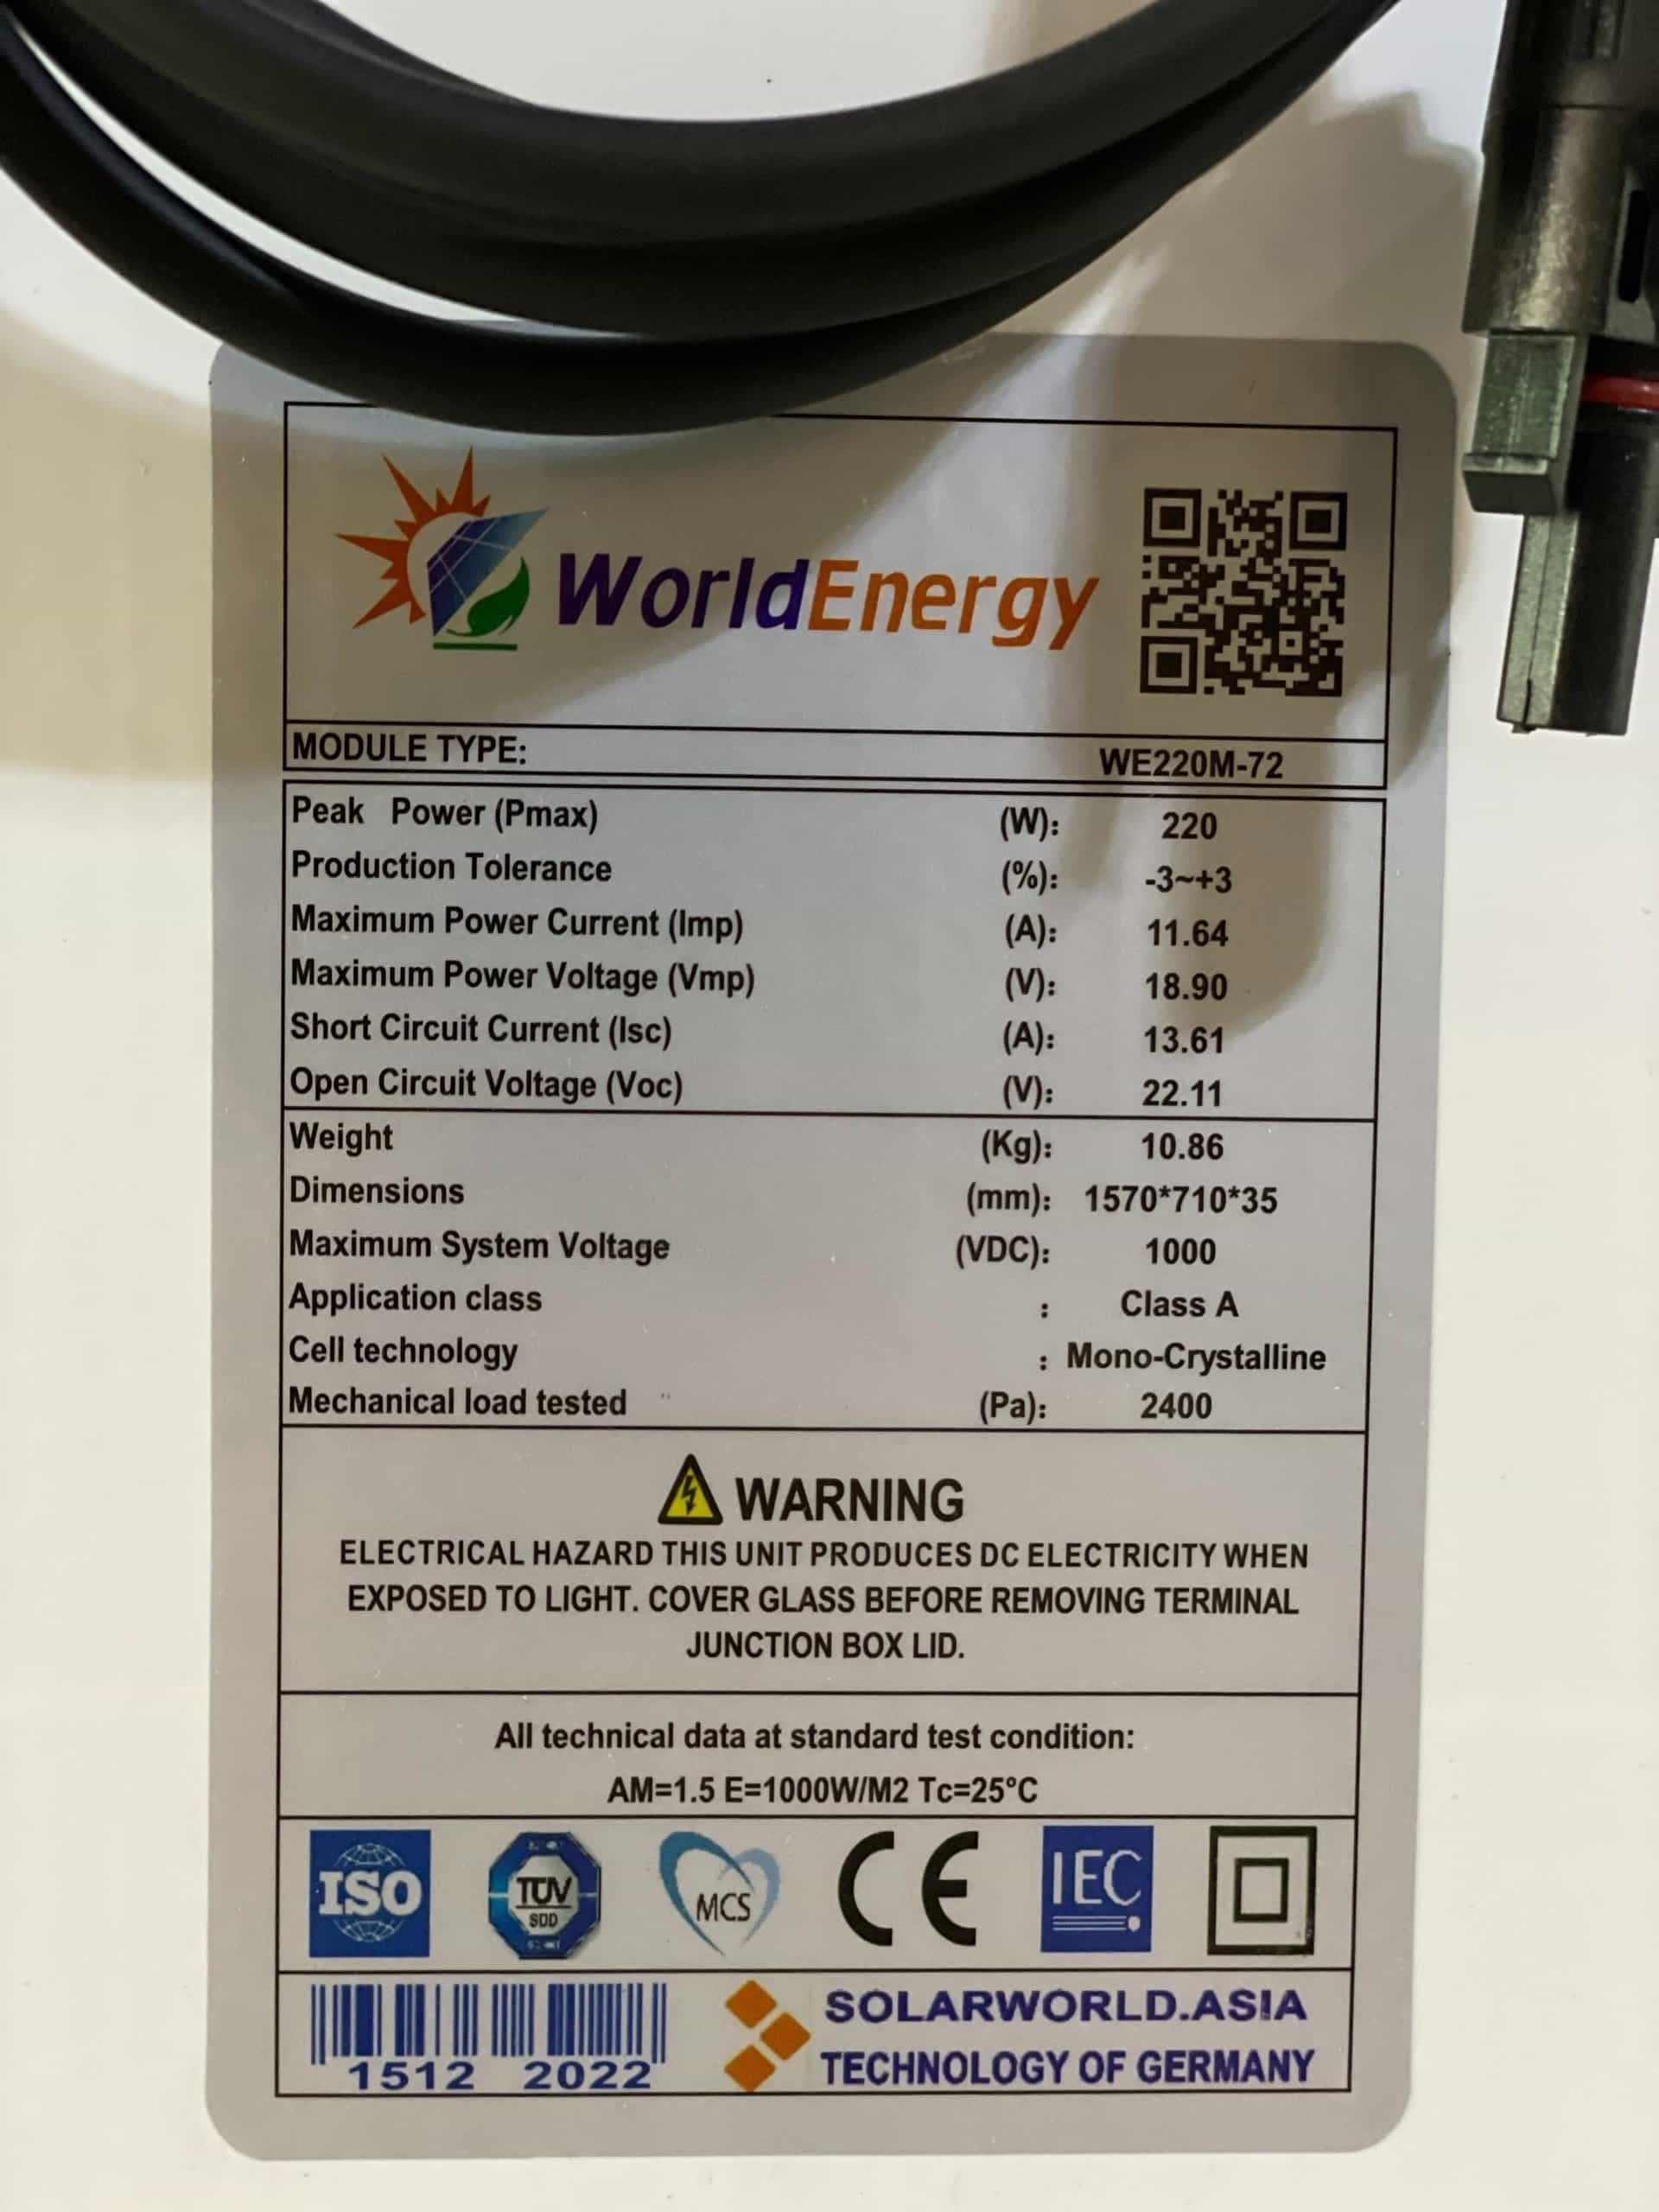 WorldEnergy
MODULE TYPE: WE220M-72
Peak Power (Pmax) (W): 220
Production Tolerance (%): -3~+3
Maximum Power Current (Imp) (A): 11.64
Maximum Power Voltage (Vmp) (V): 18.90
Short Circuit Current (Isc) (A): 13.61
Open Circuit Voltage (Voc) (V): 22.11
Weight (Kg): 10.86
Dimensions (mm): 1570*710*35
Maximum System Voltage (VDC): 1000
Application class : Class A
Cell technology : Mono-Crystalline
Mechanical load tested (Pa): 2400
WARNING
ELECTRICAL HAZARD THIS UNIT PRODUCES DC ELECTRICITY WHEN
EXPOSED TO LIGHT. COVER GLASS BEFORE REMOVING TERMINAL
JUNCTION BOX LID.
All technical data at standard test condition:
AM=1.5 E=1000W/M2 Tc=25°C
ISO TÜV SDD MCS CE IEC
1512 2022
SOLARWORLD.ASIA
TECHNOLOGY OF GERMANY